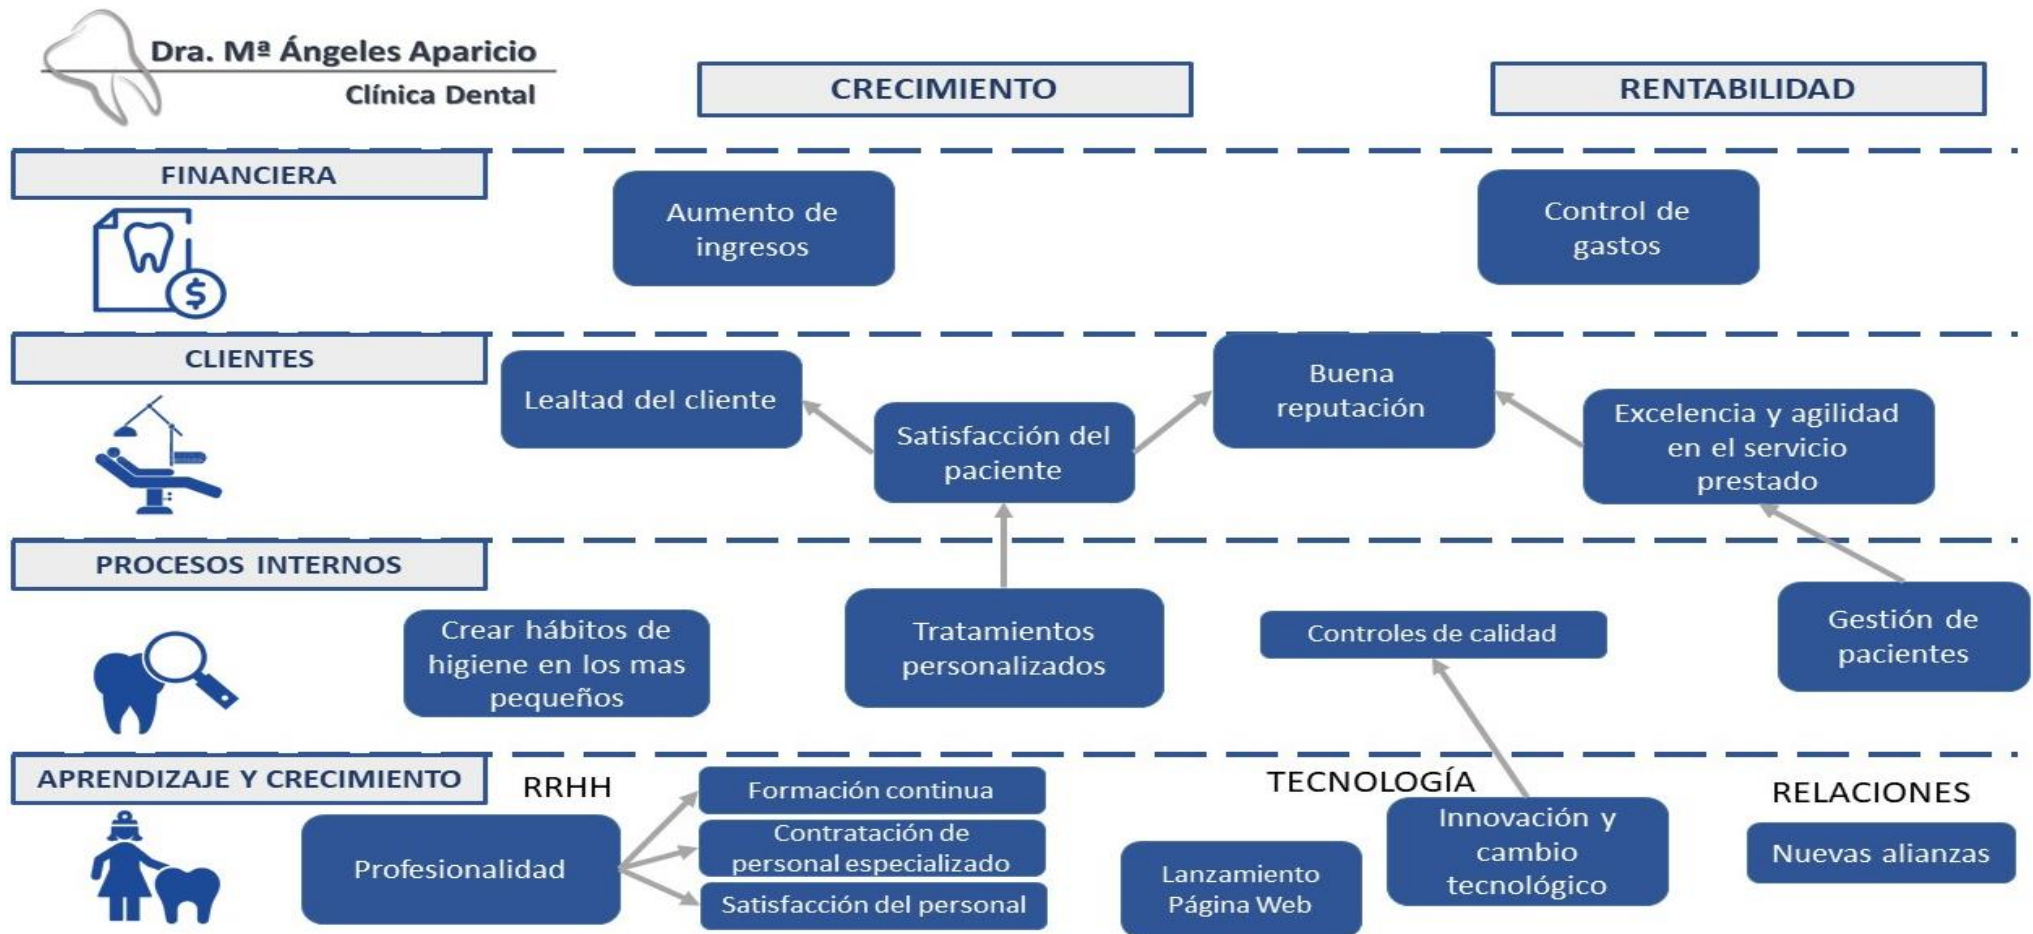 Dra. Mª Ángeles Aparicio
Clínica Dental
CRECIMIENTO
RENTABILIDAD
FINANCIERA
Aumento de
ingresos
Control de
gastos
$
CLIENTES
Lealtad del cliente
Satisfacción del
paciente
Buena
reputación
Excelencia y agilidad
en el servicio
prestado
PROCESOS INTERNOS
Crear hábitos de
higiene en los mas
pequeños
Tratamientos
personalizados
Controles de calidad
Gestión de
pacientes
APRENDIZAJE Y CRECIMIENTO
RRHH
Profesionalidad
Formación continua
Contratación de
personal especializado
Satisfacción del personal
TECNOLOGÍA
Lanzamiento
Página Web
Innovación y
cambio
tecnológico
RELACIONES
Nuevas alianzas